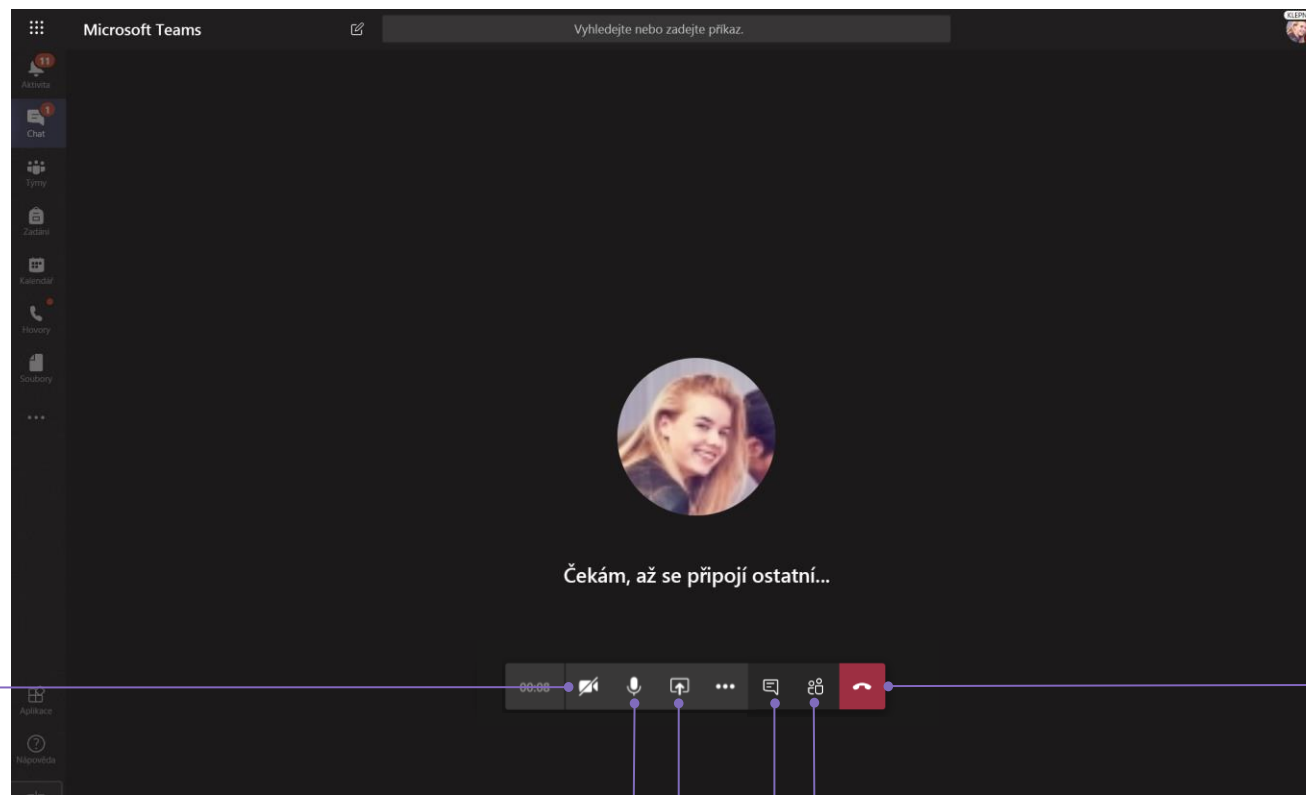 Microsoft Teams
Vyhledejte nebo zadejte příkaz.
11
Aktivita
1
Chat
Týmy
Zadání
Kalendář
Hovory
Soubory
Čekám, až se připojí ostatní...
00:08
Aplikace
Nápověda